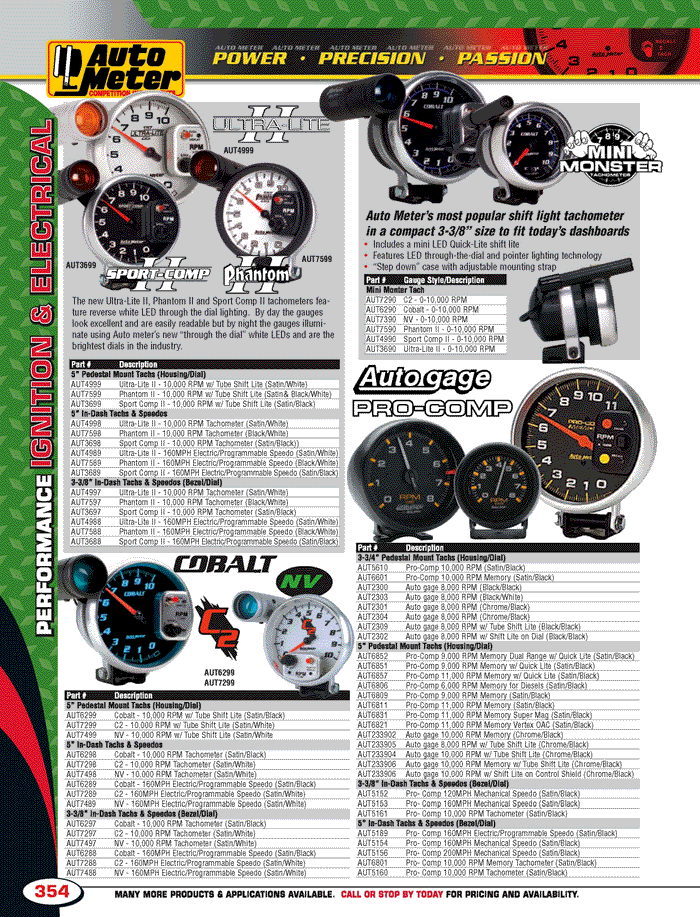 Auto Meter
COMPETITION INSTRUMENTS
AUTO METER AUTO METER AUTO METER AUTO METER AUTO METER AUTO METER
POWER • PRECISION • PASSION
PERFORMANCE IGNITION & ELECTRICAL
ULTRA-LITE II
AUT4999
AUT3699
SPORT-COMP II
Phantom II
AUT7599
The new Ultra-Lite II, Phantom II and Sport Comp II tachometers fea-
ture reverse white LED through the dial lighting. By day the gauges
look excellent and are easily readable but by night the gauges illumi-
nate using Auto meter's new "through the dial" white LEDs and are the
brightest dials in the industry.
Part # Description
5" Pedestal Mount Tachs (Housing/Dial)
AUT4999 Ultra-Lite II - 10,000 RPM w/ Tube Shift Lite (Satin/White)
AUT7599 Phantom II - 10,000 RPM w/ Tube Shift Lite (Satin& Black/White)
AUT3699 Sport Comp II - 10,000 RPM w/ Tube Shift Lite (Satin/Black)
5" In-Dash Tachs & Speedos
AUT4998 Ultra-Lite II - 10,000 RPM Tachometer (Satin/White)
AUT7598 Phantom II - 10,000 RPM Tachometer (Black/White)
AUT3698 Sport Comp II - 10,000 RPM Tachometer (Satin/Black))
AUT4989 Ultra-Lite II - 160MPH Electric/Programmable Speedo (Satin/White)
AUT7589 Phantom II - 160MPH Electric/Programmable Speedo (Black/White)
AUT3689 Sport Comp II - 160MPH Electric/Programmable Speedo (Satin/Black)
3-3/8" In-Dash Tachs & Speedos (Bezel/Dial)
AUT4997 Ultra-Lite II - 10,000 RPM Tachometer (Satin/White)
AUT7597 Phantom II - 10,000 RPM Tachometer (Black/White)
AUT3697 Sport Comp II - 10,000 RPM Tachometer (Satin/Black)
AUT4988 Ultra-Lite II - 160MPH Electric/Programmable Speedo (Satin/White)
AUT7588 Phantom II - 160MPH Electric/Programmable Speedo (Black/White)
AUT3688 Sport Comp II - 160MPH Electric/Programmable Speedo (Satin/Black)
COBALT
NV
C2
AUT6299
AUT7299
Part # Description
5" Pedestal Mount Tachs (Housing/Dial)
AUT6299 Cobalt - 10,000 RPM w/ Tube Shift Lite (Satin/Black)
AUT7299 C2 - 10,000 RPM w/ Tube Shift Lite (Satin/White)
AUT7499 NV - 10,000 RPM w/ Tube Shift Lite (Satin/White
5" In-Dash Tachs & Speedos
AUT6298 Cobalt - 10,000 RPM Tachometer (Satin/Black)
AUT7298 C2 - 10,000 RPM Tachometer (Satin/White)
AUT7498 NV - 10,000 RPM Tachometer (Satin/White)
AUT6289 Cobalt - 160MPH Electric/Programmable Speedo (Satin/Black)
AUT7289 C2 - 160MPH Electric/Programmable Speedo (Satin/White)
AUT7489 NV - 160MPH Electric/Programmable Speedo (Satin/White)
3-3/8" In-Dash Tachs & Speedos (Bezel/Dial)
AUT6297 Cobalt - 10,000 RPM Tachometer (Satin/Black)
AUT7297 C2 - 10,000 RPM Tachometer (Satin/White)
AUT7497 NV - 10,000 RPM Tachometer (Satin/White)
AUT6288 Cobalt - 160MPH Electric/Programmable Speedo (Satin/Black)
AUT7288 C2 - 160MPH Electric/Programmable Speedo (Satin/White)
AUT7488 NV - 160MPH Electric/Programmable Speedo (Satin/White)
MINI
MONSTER
TACHOMETER
Auto Meter's most popular shift light tachometer
in a compact 3-3/8" size to fit today's dashboards
• Includes a mini LED Quick-Lite shift lite
• Features LED through-the-dial and pointer lighting technology
• "Step down" case with adjustable mounting strap
Part # Gauge Style/Description
Mini Monter Tach
AUT7290 C2 - 0-10,000 RPM
AUT6290 Cobalt - 0-10,000 RPM
AUT7390 NV - 0-10,000 RPM
AUT7590 Phantom II - 0-10,000 RPM
AUT4990 Sport Comp II - 0-10,000 RPM
AUT3690 Ultra-Lite II - 0-10,000 RPM
Auto gage
PRO-COMP
Part # Description
3-3/4" Pedestal Mount Tachs (Housing/Dial)
AUT5610 Pro-Comp 10,000 RPM (Satin/Black)
AUT6601 Pro-Comp 10,000 RPM Memory (Satin/Black)
AUT2300 Auto gage 8,000 RPM (Black/Black)
AUT2303 Auto gage 8,000 RPM (Black/White)
AUT2301 Auto gage 8,000 RPM (Chrome/Black)
AUT2304 Auto gage 8,000 RPM (Chrome/Black)
AUT2309 Auto gage 8,000 RPM w/ Tube Shift Lite (Black/Black)
AUT2302 Auto gage 8,000 RPM w/ Shift Lite on Dial (Black/Black)
5" Pedestal Mount Tachs (Housing/Dial)
AUT6852 Pro-Comp 9,000 RPM Memory Dual Range w/ Quick Lite (Satin/Black)
AUT6851 Pro-Comp 9,000 RPM Memory w/ Quick Lite (Satin/Black)
AUT6857 Pro-Comp 11,000 RPM Memory w/ Quick Lite (Satin/Black)
AUT6806 Pro-Comp 6,000 RPM Memory for Diesels (Satin/Black)
AUT6809 Pro-Comp 9,000 RPM Memory (Satin/Black)
AUT6811 Pro-Comp 11,000 RPM Memory (Satin/Black)
AUT6831 Pro-Comp 11,000 RPM Memory Super Mag (Satin/Black)
AUT6821 Pro-Comp 11,000 RPM Memory Vertex OAC (Satin/Black)
AUT233902 Auto gage 10,000 RPM Memory (Chrome/Black)
AUT233905 Auto gage 8,000 RPM w/ Tube Shift Lite (Chrome/Black)
AUT233904 Auto gage 10,000 RPM w/ Tube Shift Lite (Chrome/Black)
AUT233906 Auto gage 10,000 RPM Memory w/ Tube Shift Lite (Chrome/Black)
AUT233906 Auto gage 10,000 RPM w/ Shift Lite on Control Shield (Chrome/Black)
3-3/8" In-Dash Tachs & Speedos (Bezel/Dial)
AUT5152 Pro- Comp 120MPH Mechanical Speedo (Satin/Black)
AUT5153 Pro- Comp 160MPH Mechanical Speedo (Satin/Black)
AUT5161 Pro- Comp 10,000 RPM Tachometer (Satin/Black)
5" In-Dash Tachs & Speedos (Bezel/Dial)
AUT5189 Pro- Comp 160MPH Electric/Programmable Speedo (Satin/Black)
AUT5154 Pro- Comp 160MPH Mechanical Speedo (Satin/Black)
AUT5156 Pro- Comp 200MPH Mechanical Speedo (Satin/Black)
AUT6801 Pro- Comp 10,000 RPM Memory Tachometer (Satin/Black)
AUT5160 Pro- Comp 10,000 RPM Tachometer (Satin/Black)
354
MANY MORE PRODUCTS & APPLICATIONS AVAILABLE. CALL OR STOP BY TODAY FOR PRICING AND AVAILABILITY.